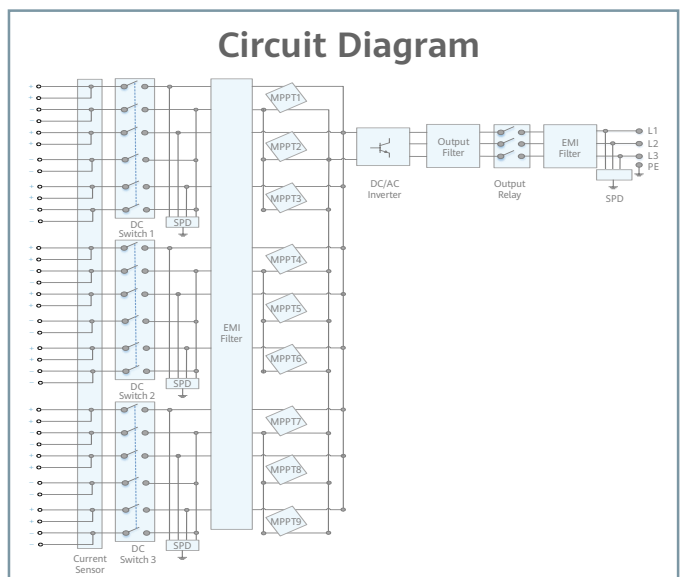 Circuit Diagram
MPPT1
MPPT2
MPPT3
SPD
DC
Switch 1
MPPT4
MPPT5
MPPT6
SPD
DC
Switch 2
MPPT7
MPPT8
MPPT9
SPD
DC
Switch 3
Current
Sensor
EMI
Filter
DC/AC
Inverter
Output
Filter
Output
Relay
EMI
Filter
L1
L2
L3
PE
SPD